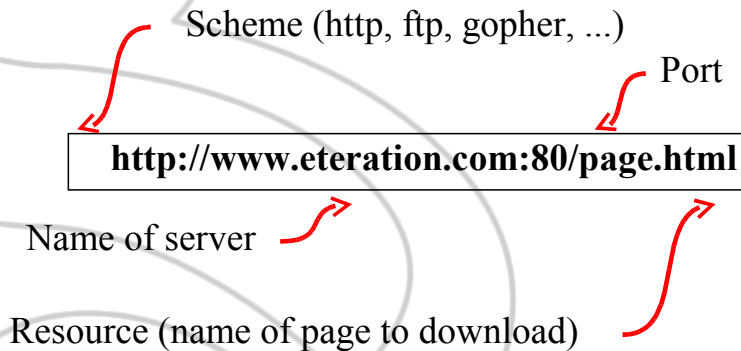 Scheme (http, ftp, gopher, ...)
Port
http://www.eteration.com:80/page.html
Name of server
Resource (name of page to download)